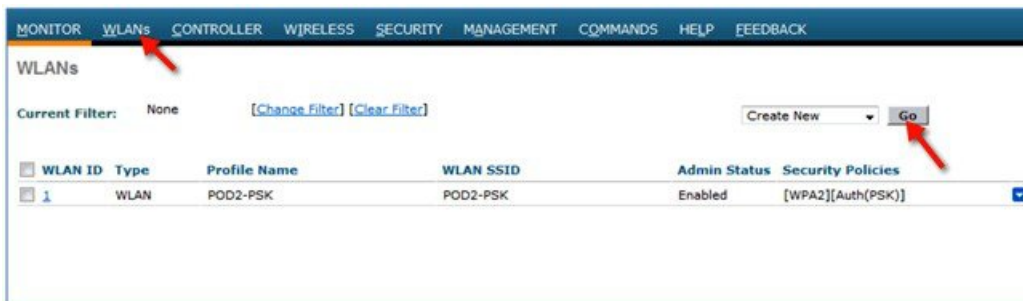 MONITOR WLANs CONTROLLER WIRELESS SECURITY MANAGEMENT COMMANDS HELP FEEDBACK
WLANs
Current Filter: None [Change Filter] [Clear Filter] Create New Go
WLAN ID Type Profile Name WLAN SSID Admin Status Security Policies
1 WLAN POD2-PSK POD2-PSK Enabled [WPA2][Auth(PSK)]